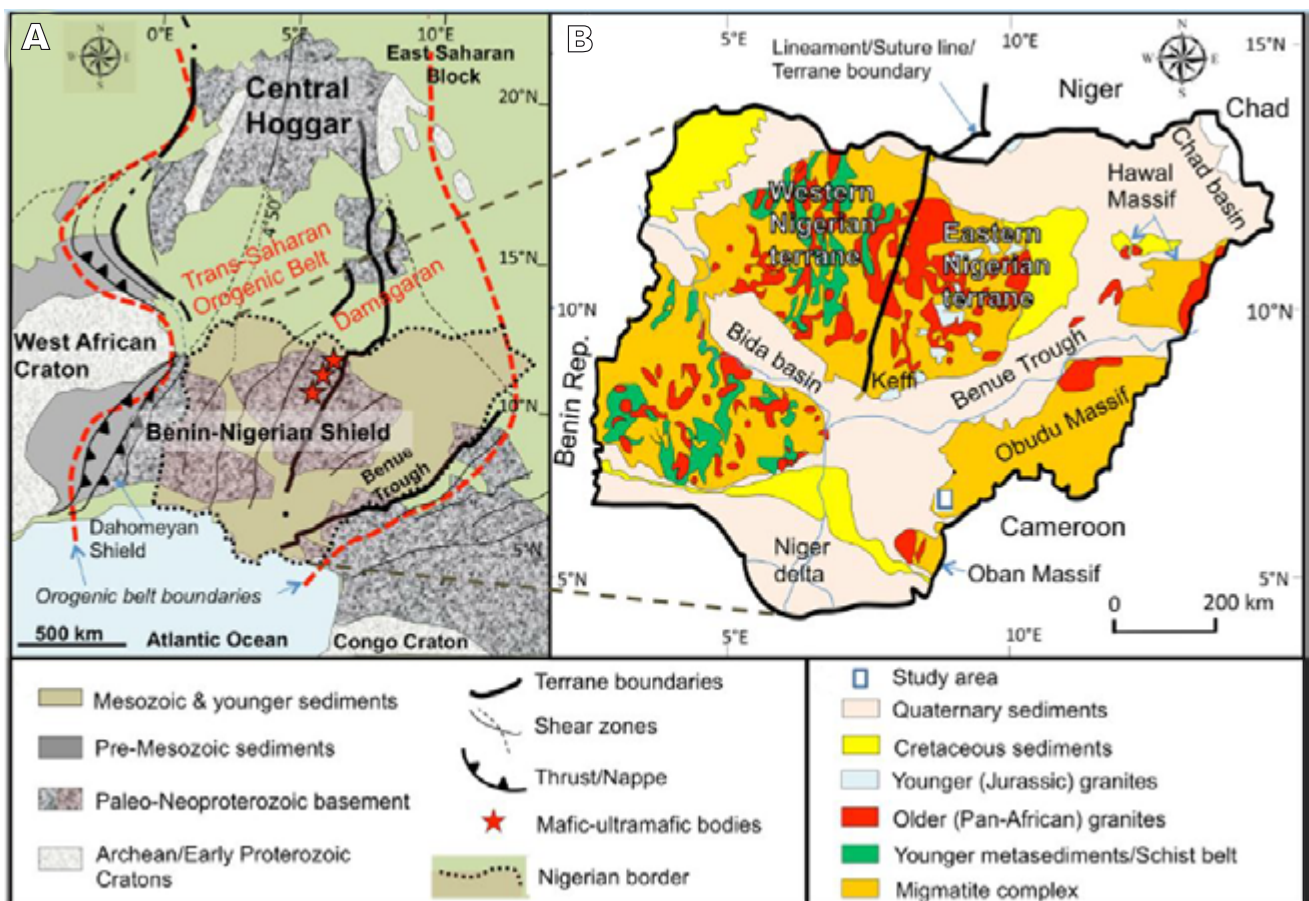 A
0°E
5°E
10°E
East Saharan
Block
N
W
E
S
Central
Hoggar
20°N
4°50'
Trans-Saharan
Orogenic Belt
15°N
Damagaran
West African
Craton
10°N
Benin-Nigerian Shield
Benue
Trough
Dahomeyan
Shield
5°N
Orogenic belt boundaries
500 km
Atlantic Ocean
Congo Craton
B
5°E
10°E
15°N
Lineament/Suture line/
Terrane boundary
N
W
E
S
Niger
Chad
Chad basin
Hawal
Massif
Western
Nigerian
terrane
Eastern
Nigerian
terrane
10°N
10°N
Benin Rep.
Bida basin
Keffi
Benue Trough
Obudu Massif
Cameroon
Niger
delta
Oban Massif
5°N
5°N
0
200 km
5°E
10°E
Mesozoic & younger sediments
Pre-Mesozoic sediments
Paleo-Neoproterozoic basement
Archean/Early Proterozoic
Cratons
Terrane boundaries
Shear zones
Thrust/Nappe
Mafic-ultramafic bodies
Nigerian border
Study area
Quaternary sediments
Cretaceous sediments
Younger (Jurassic) granites
Older (Pan-African) granites
Younger metasediments/Schist belt
Migmatite complex